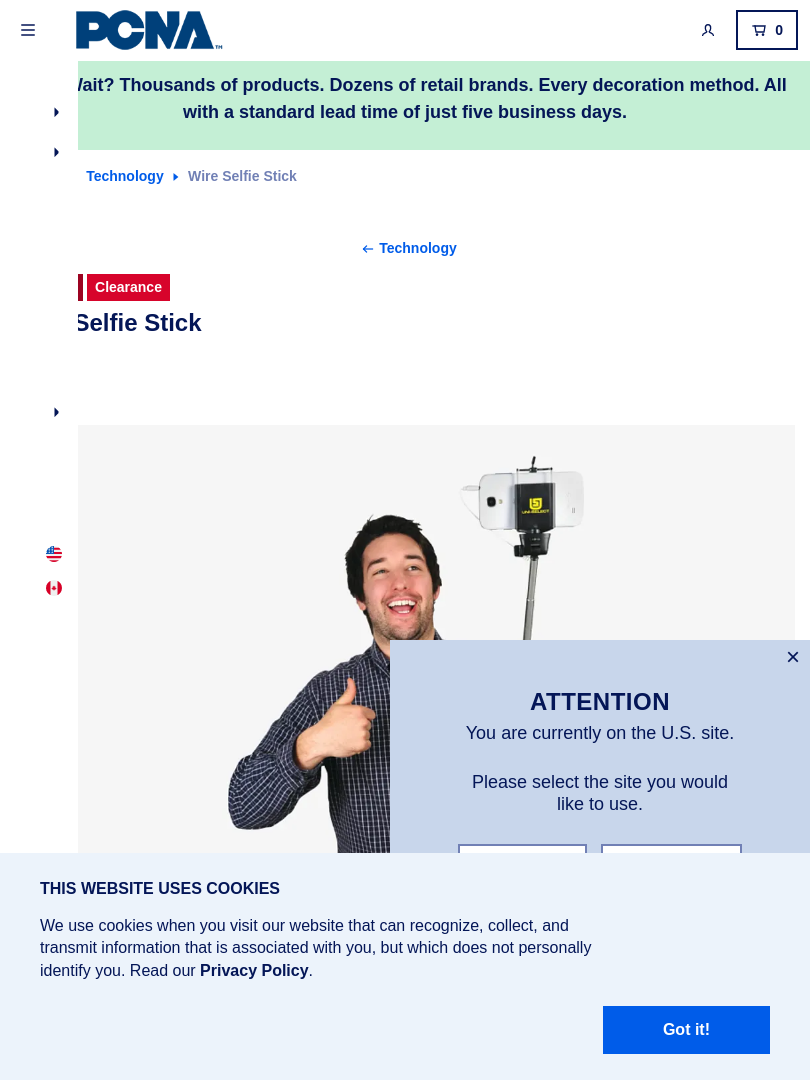 PCNA
TM
0
Wait? Thousands of products. Dozens of retail brands. Every decoration method. All
with a standard lead time of just five business days.
Technology
Wire Selfie Stick
Technology
Clearance
Selfie Stick
UNI-SELECT
ATTENTION
You are currently on the U.S. site.
Please select the site you would
like to use.
THIS WEBSITE USES COOKIES
We use cookies when you visit our website that can recognize, collect, and
transmit information that is associated with you, but which does not personally
identify you. Read our Privacy Policy.
Got it!